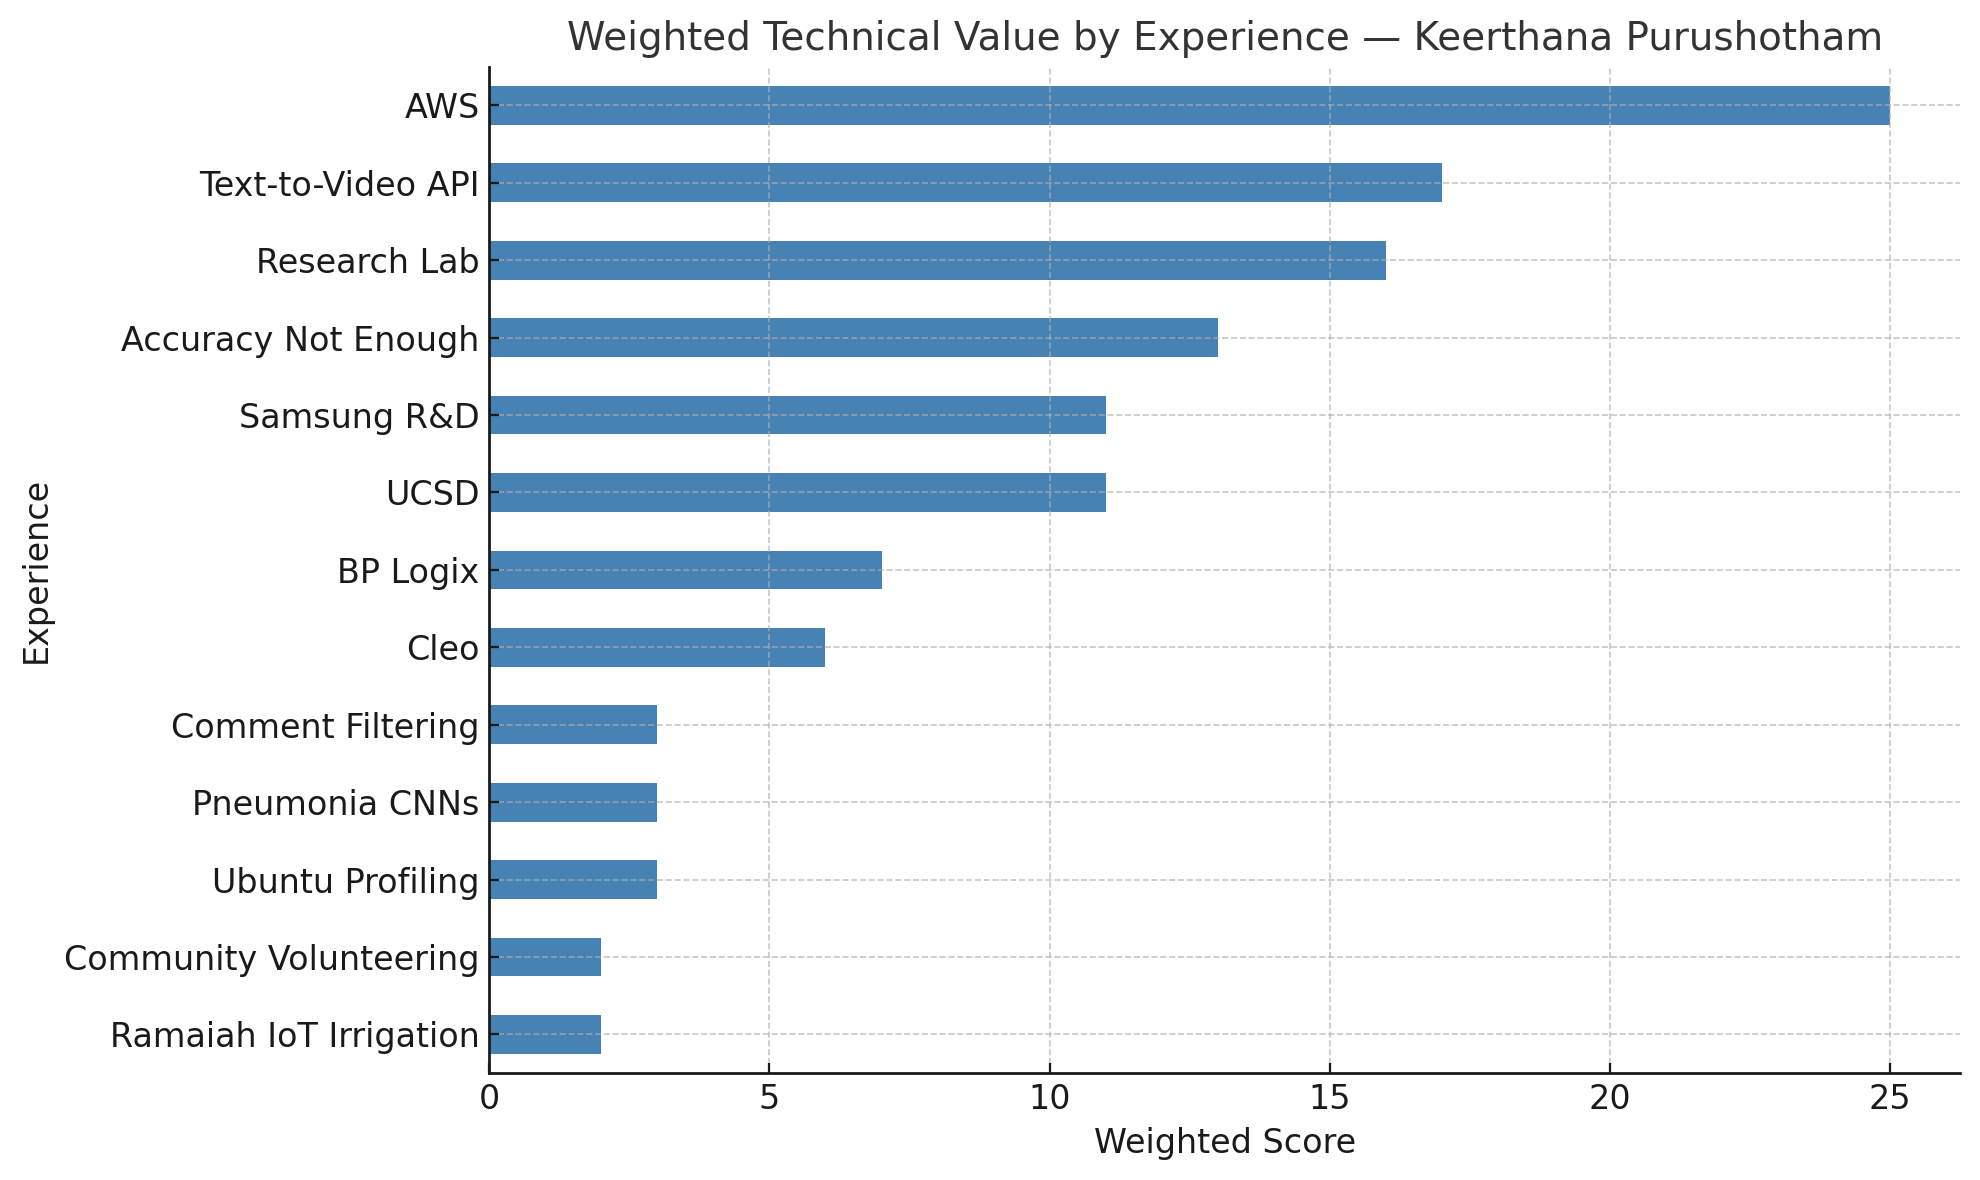 Weighted Technical Value by Experience — Keerthana Purushotham
AWS
Text-to-Video API
Research Lab
Accuracy Not Enough
Samsung R&D
UCSD
BP Logix
Cleo
Comment Filtering
Pneumonia CNNs
Ubuntu Profiling
Community Volunteering
Ramaiah IoT Irrigation
Experience
0 5 10 15 20 25
Weighted Score